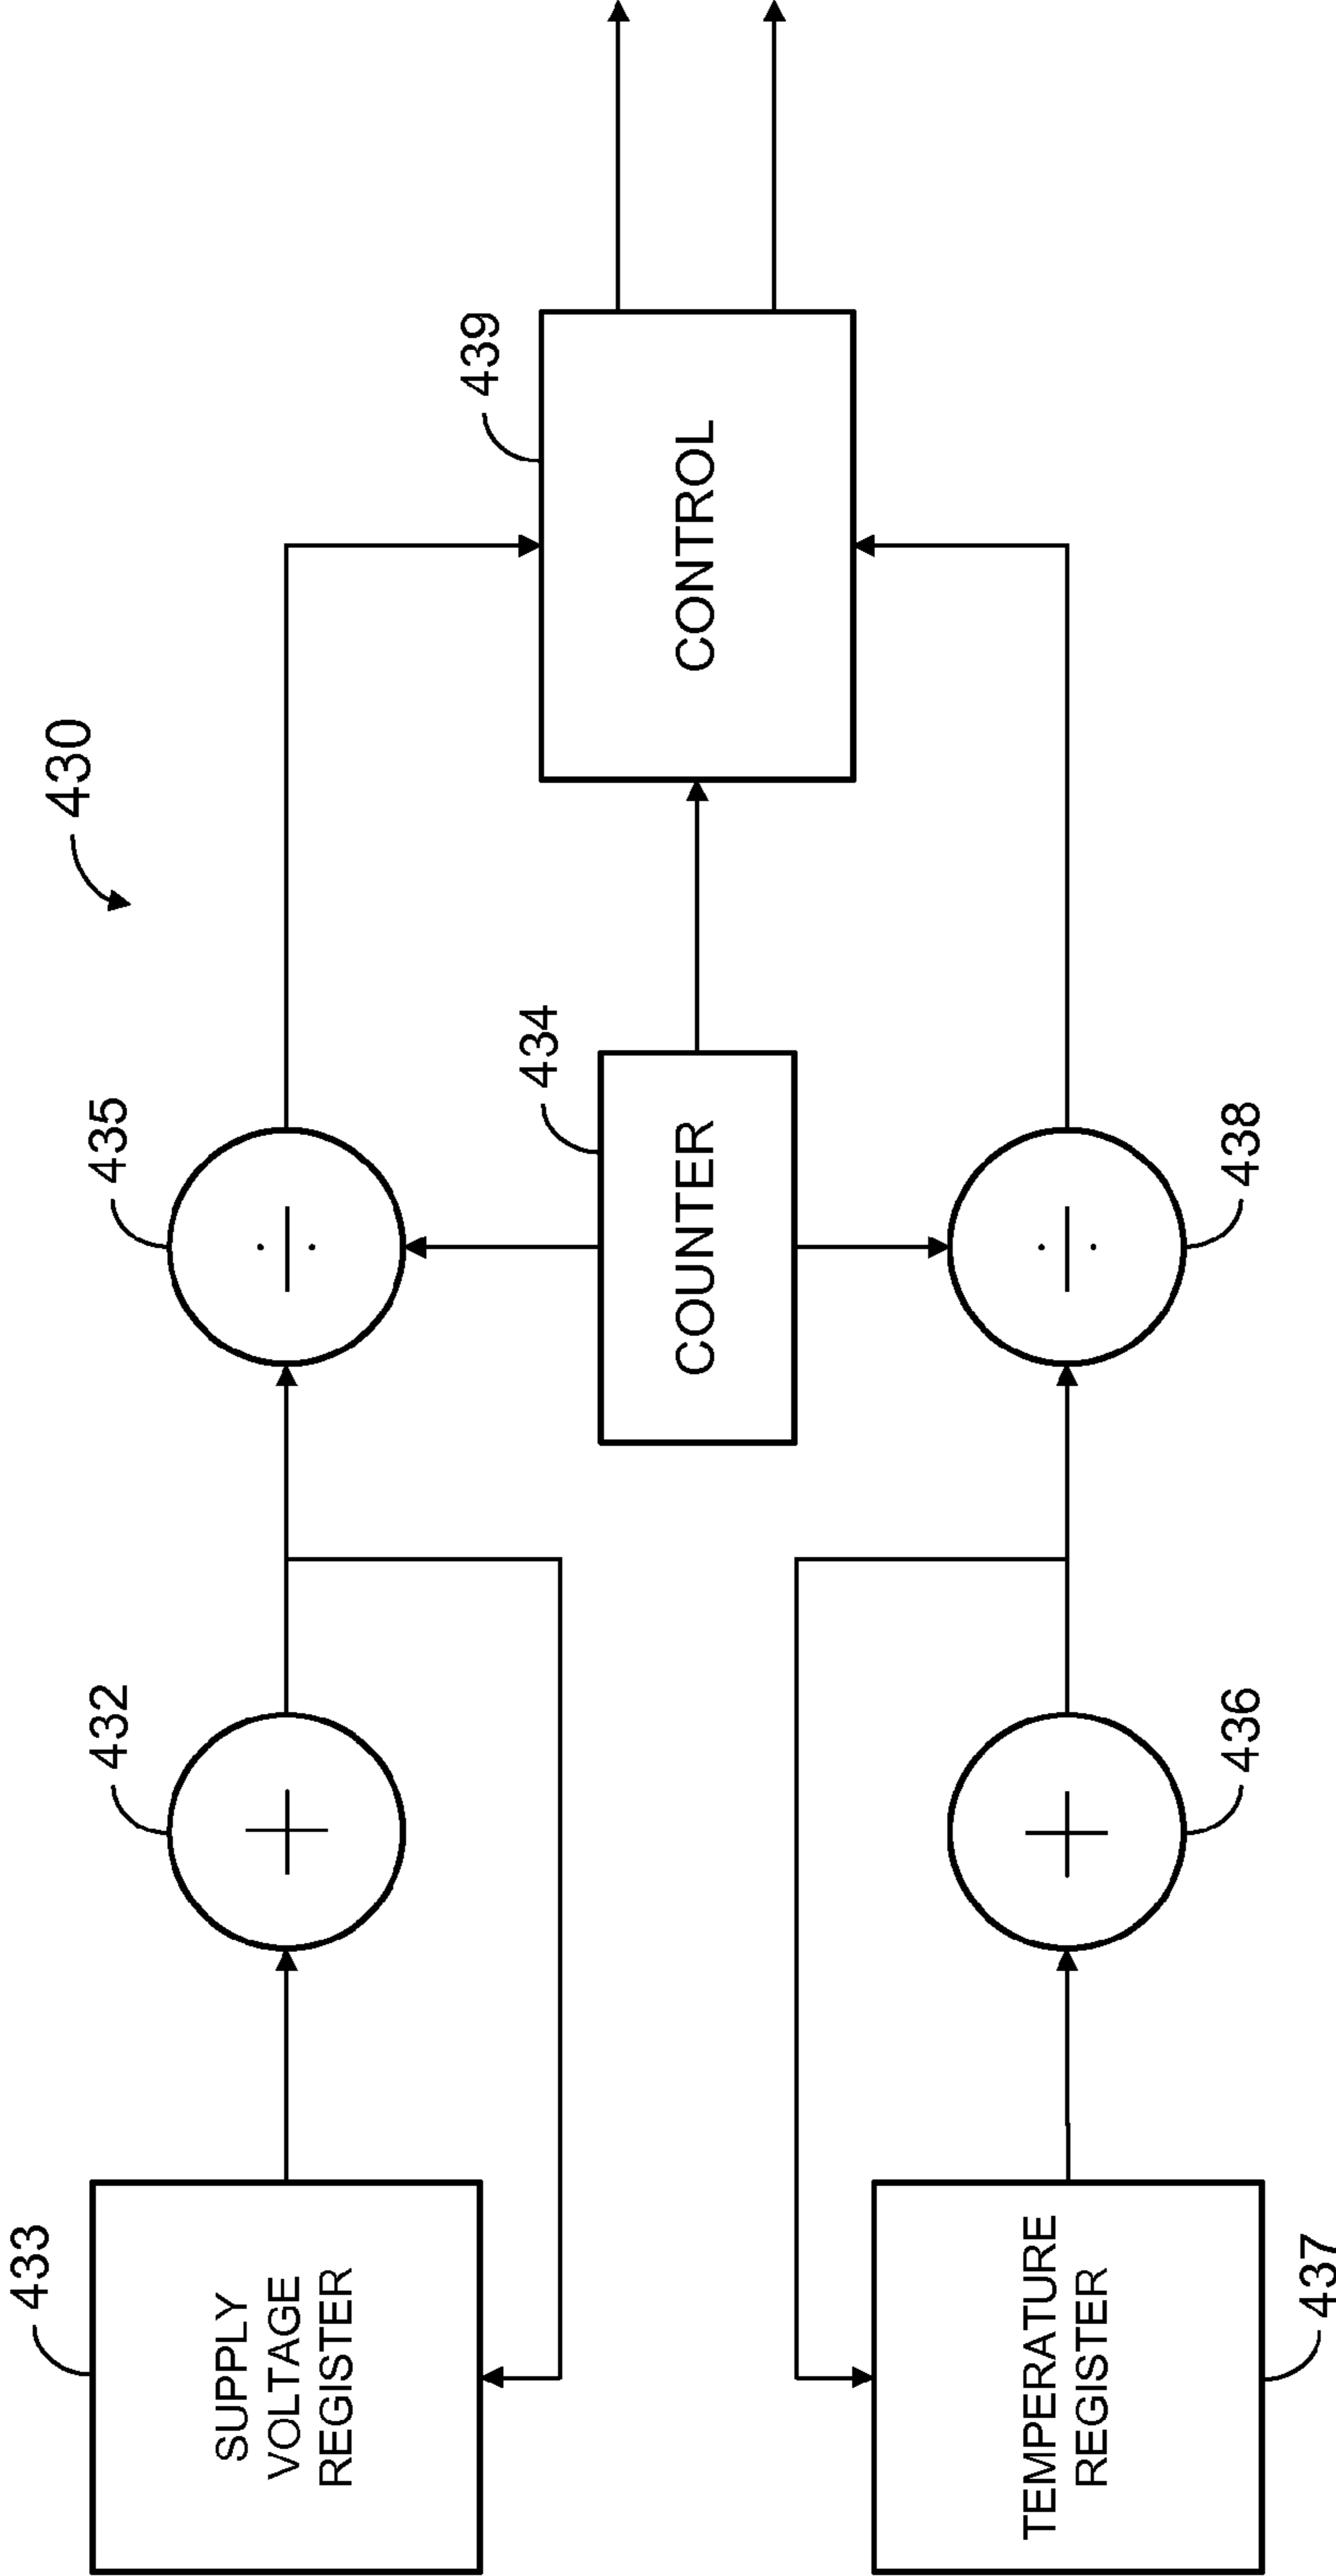 430
433
SUPPLY
VOLTAGE
REGISTER
432
+
435
÷
434
COUNTER
439
CONTROL
TEMPERATURE
REGISTER
437
+
436
÷
438